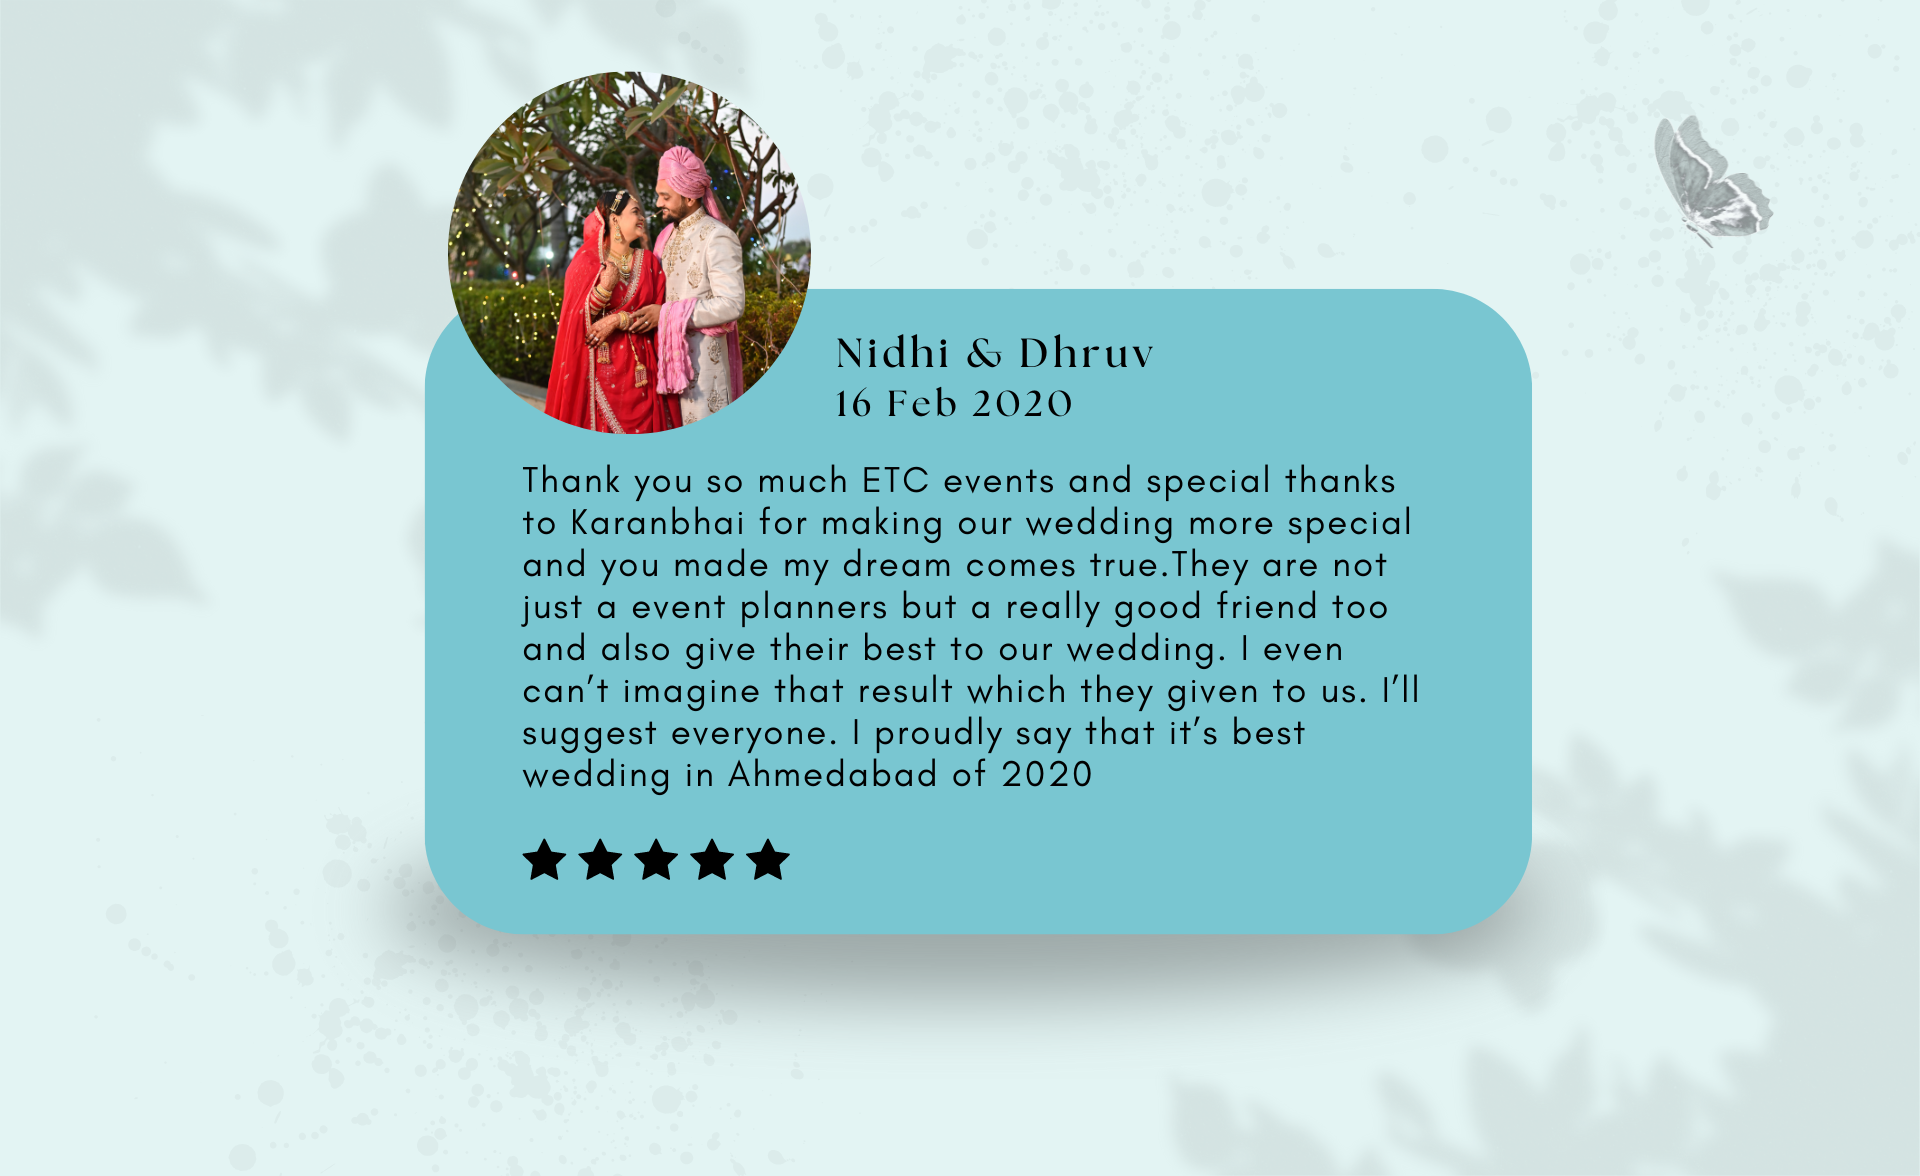 Nidhi & Dhruv
16 Feb 2020
Thank you so much ETC events and special thanks
to Karanbhai for making our wedding more special
and you made my dream comes true.They are not
just a event planners but a really good friend too
and also give their best to our wedding. I even
can’t imagine that result which they given to us. I’ll
suggest everyone. I proudly say that it’s best
wedding in Ahmedabad of 2020